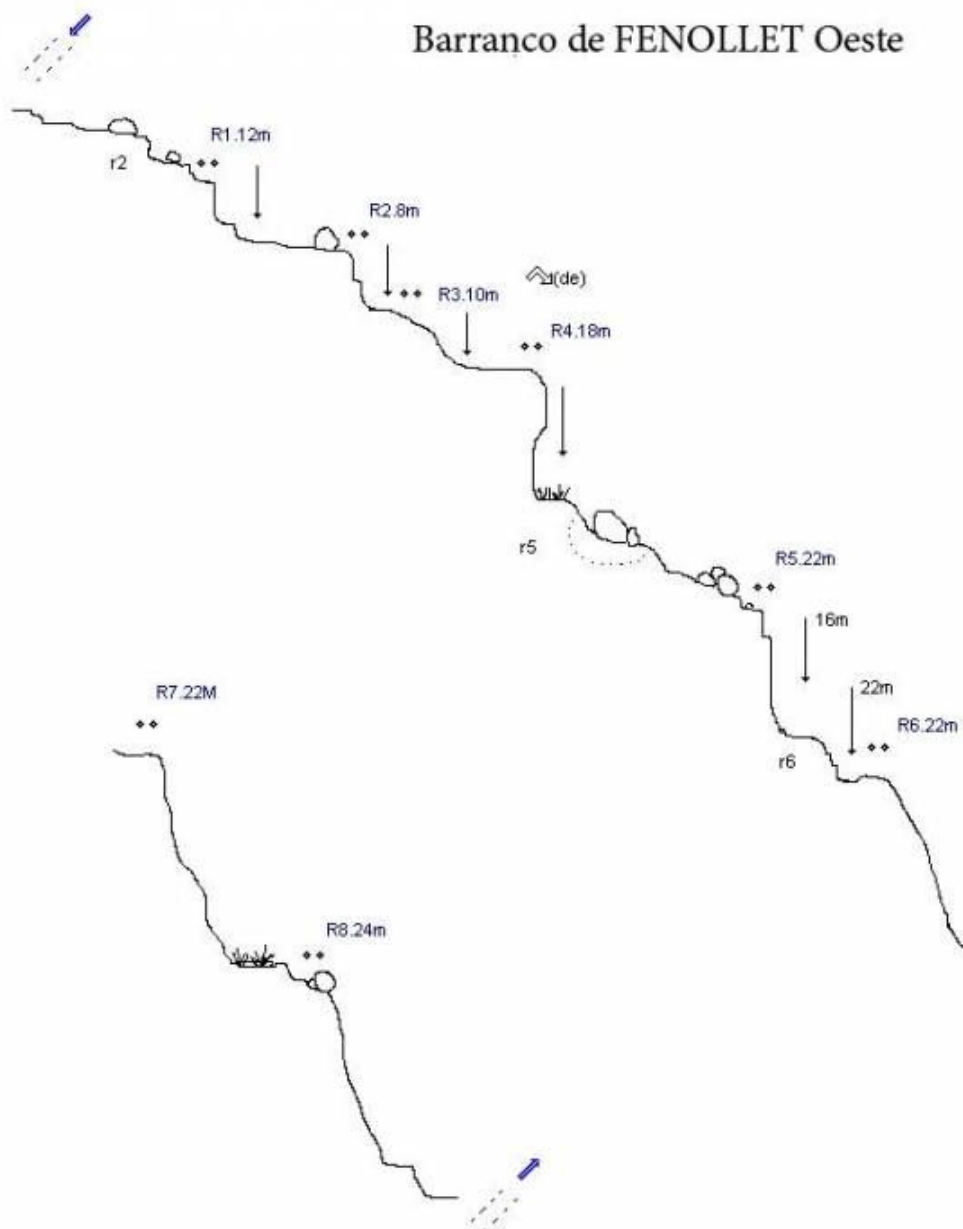 Barranco de FENOLLET Oeste
R1.12m
r2
R2.8m
(de)
R3.10m
R4.18m
r5
R5.22m
16m
22m
R6.22m
r6
R7.22M
R8.24m